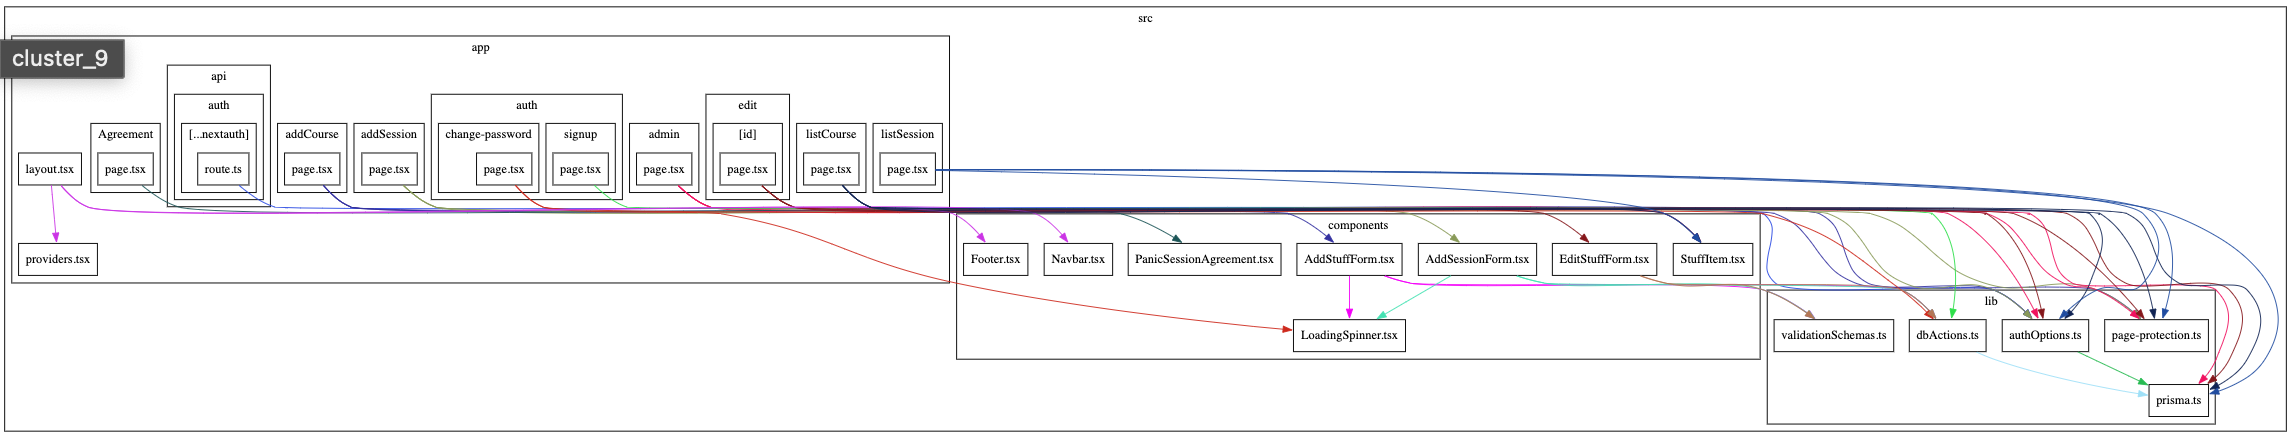 src
app
cluster_9
api
auth
auth
edit
[...nextauth]
Agreement
addCourse
addSession
change-password
signup
admin
[id]
listCourse
listSession
layout.tsx
page.tsx
route.ts
page.tsx
page.tsx
page.tsx
page.tsx
page.tsx
page.tsx
page.tsx
page.tsx
components
providers.tsx
Footer.tsx
Navbar.tsx
PanicSessionAgreement.tsx
AddStuffForm.tsx
AddSessionForm.tsx
EditStuffForm.tsx
StuffItem.tsx
lib
LoadingSpinner.tsx
validationSchemas.ts
dbActions.ts
authOptions.ts
page-protection.ts
prisma.ts